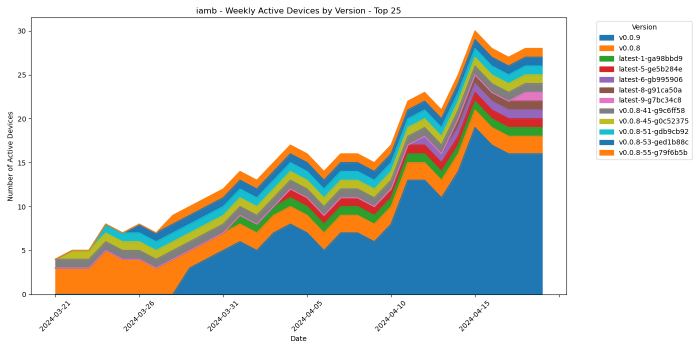 iamb - Weekly Active Devices by Version - Top 25
Number of Active Devices
30
25
20
15
10
5
0
2024-03-21
2024-03-26
2024-03-31
2024-04-05
2024-04-10
2024-04-15
Date
Version
v0.0.9
v0.0.8
latest-1-ga98bbd9
latest-5-ge5b284e
latest-6-gb995906
latest-8-g91ca50a
latest-9-g7bc34c8
v0.0.8-41-g9c6ff58
v0.0.8-45-g0c52375
v0.0.8-51-gdb9cb92
v0.0.8-53-ged1b88c
v0.0.8-55-g79f6b5b